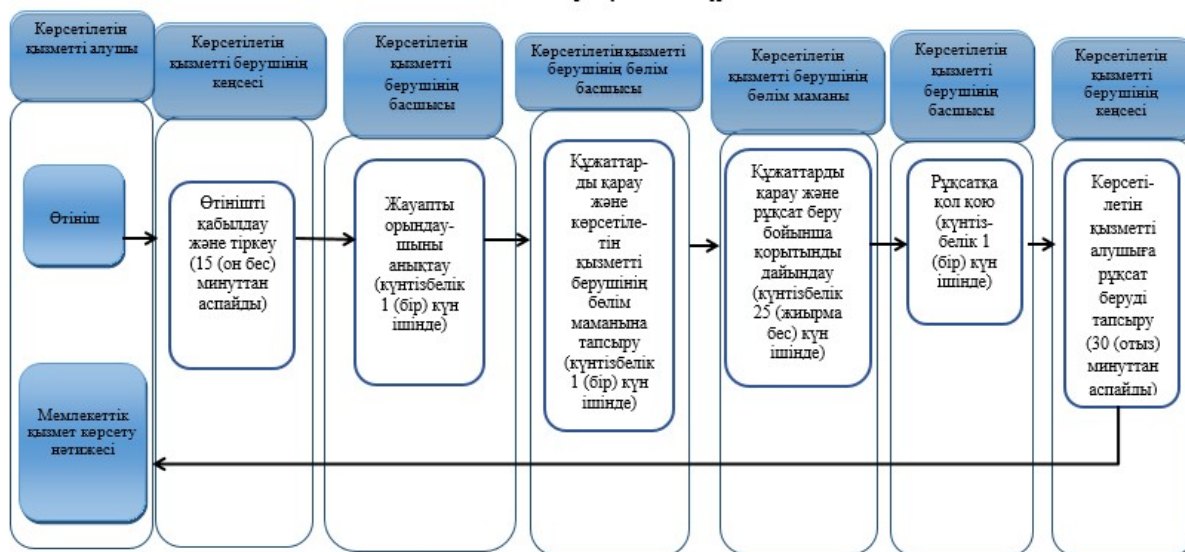 Көрсетілетін
қызметті алушы
Көрсетілетін
қызметті берушінің
кеңсесі
Көрсетілетін
қызметті
берушінің
басшысы
Көрсетілетін қызметті
берушінің бөлім
басшысы
Көрсетілетін
қызметті берушінің
бөлім маманы
Көрсетілетін
қызметті
берушінің
басшысы
Көрсетілетін
қызметті
берушінің
кеңсесі
Өтініш
Өтінішті
қабылдау
және тіркеу
(15 (он бес)
минуттан
аспайды)
Жауапты
орындау-
шыны
анықтау
(күнтізбелік
1 (бір) күн
ішінде)
Құжаттар-
ды қарау
және
көрсетіле-
тін
қызметті
берушінің
бөлім
маманына
тапсыру
(күнтізбелік
1 (бір) күн
ішінде)
Құжаттарды
қарау және
рұқсат беру
бойынша
қорытынды
дайындау
(күнтізбелік
25 (жиырма
бес) күн
ішінде)
Рұқсатқа
қол қою
(күнтіз-
белік 1
(бір) күн
ішінде)
Көрсеті-
летін
қызметті
алушыға
рұқсат
беруді
тапсыру
(30 (отыз)
минуттан
аспайды)
Мемлекеттік
қызмет көрсету
нәтижесі